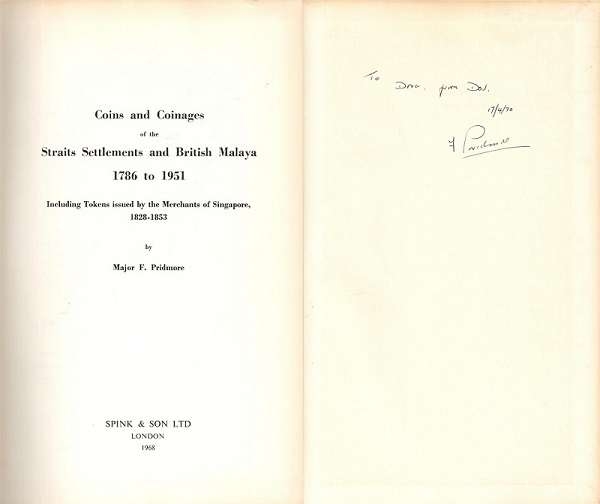 Coins and Coinages
of the
Straits Settlements and British Malaya
1786 to 1951
Including Tokens issued by the Merchants of Singapore,
1828-1853
by
Major F. Pridmore
SPINK & SON LTD
LONDON
1968
To
from
17/4/70
F Pridmore